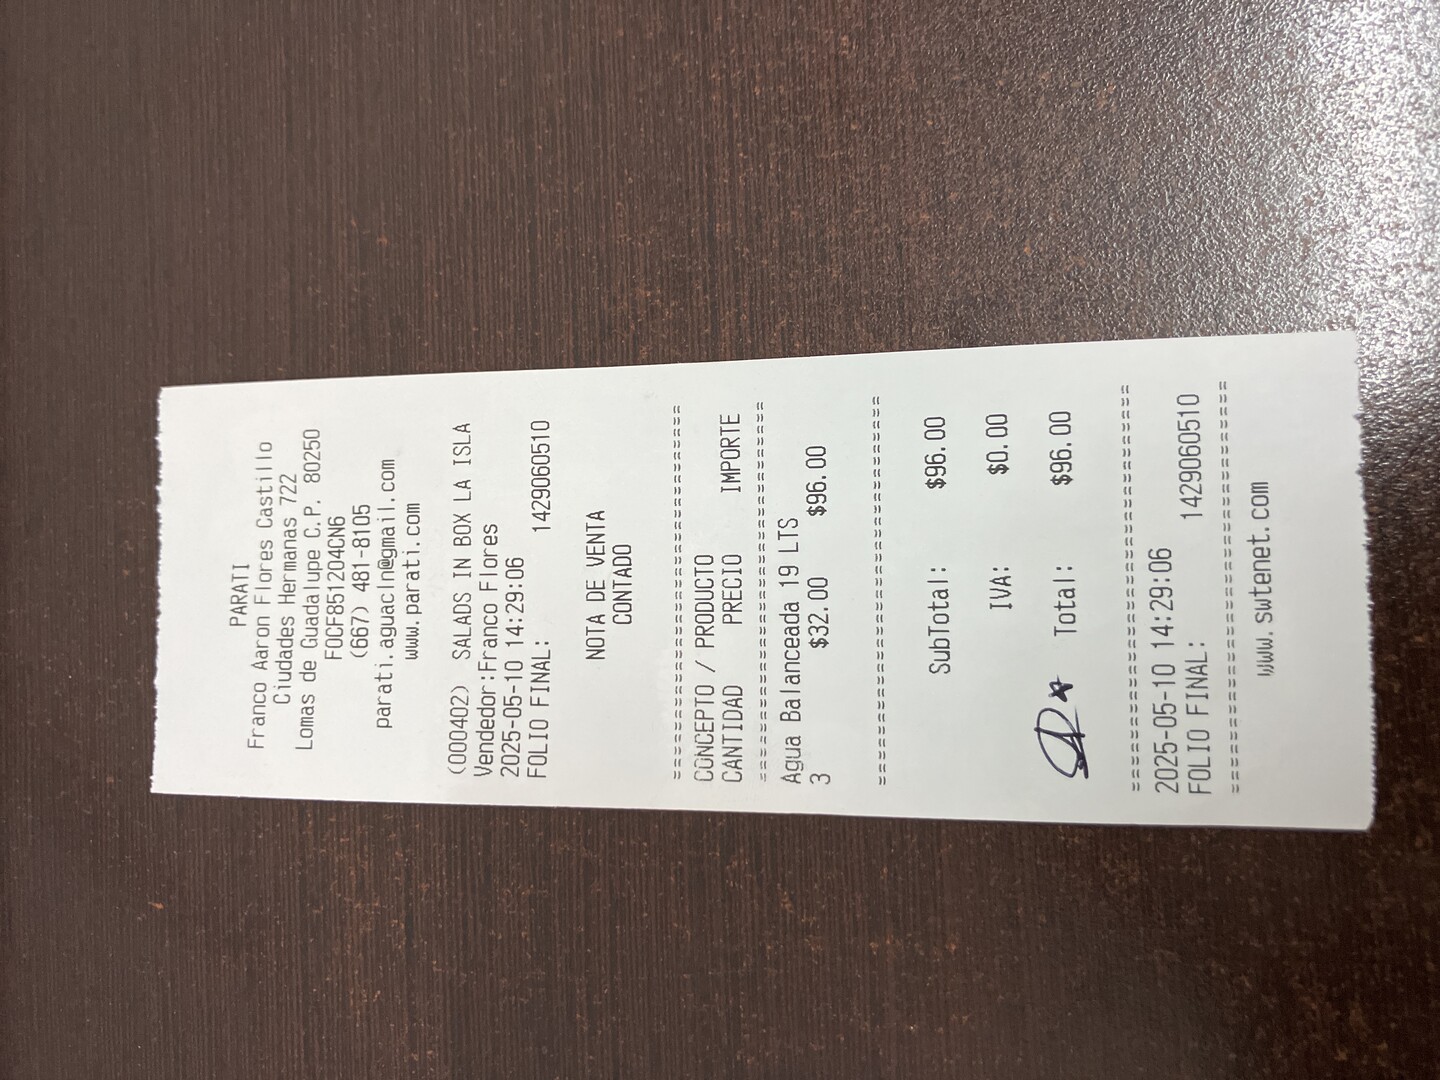 PARATI
Franco Aaron Flores Castillo
Ciudades Hermanas 722
Lomas de Guadalupe C.P. 80250
FOCF851204CN6
(667) 481-8105
parati.aguacln@gmail.com
www.parati.com
(000402) SALADS IN BOX LA ISLA
Vendedor:Franco Flores
2025-05-10 14:29:06
FOLIO FINAL: 1429060510
NOTA DE VENTA
CONTADO
==============================
CONCEPTO / PRODUCTO
CANTIDAD PRECIO IMPORTE
==============================
Agua Balanceada 19 LTS
3 $32.00 $96.00
==============================
SubTotal: $96.00
IVA: $0.00
Total: $96.00
==============================
2025-05-10 14:29:06
FOLIO FINAL: 1429060510
==============================
www.swtenet.com